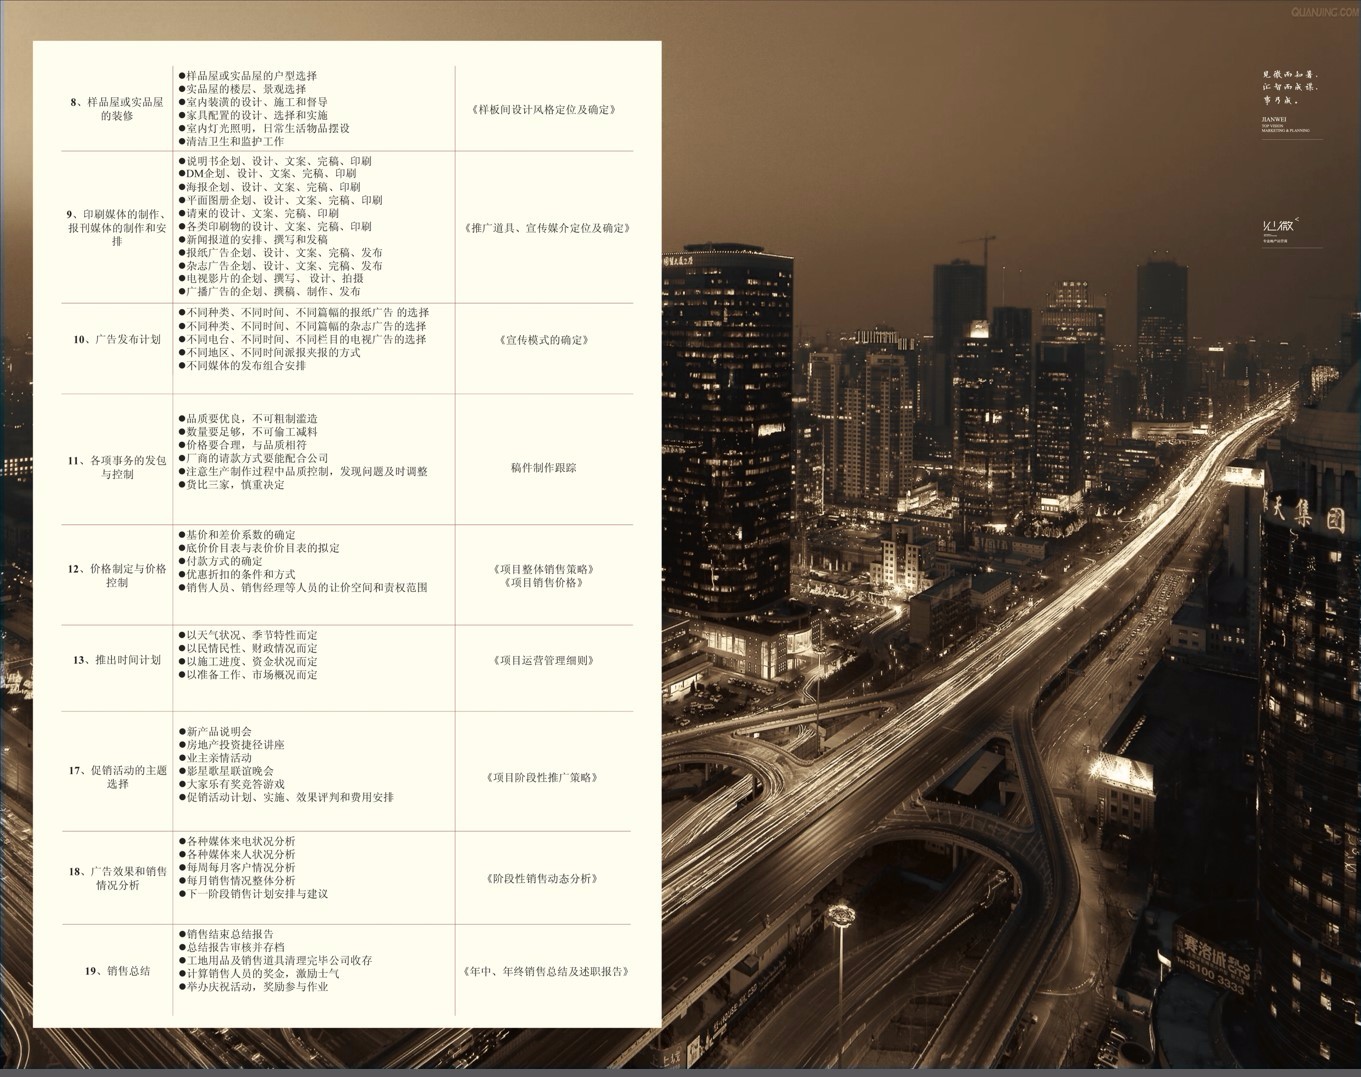 QUANJING.COM
8、样品屋或实品屋
的装修
●样品屋或实品屋的户型选择
●实品屋的楼层、景观选择
●室内装潢的设计、施工和督导
●家具配置的设计、选择和实施
●室内灯光照明，日常生活物品摆设
●清洁卫生和监护工作
《样板间设计风格定位及确定》
9、印刷媒体的制作、
报刊媒体的制作和安
排
●说明书企划、设计、文案、完稿、印刷
●DM企划、设计、文案、完稿、印刷
●海报企划、设计、文案、完稿、印刷
●平面图册企划、设计、文案、完稿、印刷
●请柬的设计、文案、完稿、印刷
●各类印刷物的设计、文案、完稿、印刷
●新闻报道的安排、撰写和发稿
●报纸广告企划、设计、文案、完稿、发布
●杂志广告企划、设计、文案、完稿、发布
●电视影片的企划、撰写、 设计、拍摄
●广播广告的企划、撰稿、制作、发布
《推广道具、宣传媒介定位及确定》
10、广告发布计划
●不同种类、不同时间、不同篇幅的报纸广告 的选择
●不同种类、不同时间、不同篇幅的杂志广告的选择
●不同电台、不同时间、不同栏目的电视广告的选择
●不同地区、不同时间派报夹报的方式
●不同媒体的发布组合安排
《宣传模式的确定》
11、各项事务的发包
与控制
●品质要优良，不可粗制滥造
●数量要足够，不可偷工减料
●价格要合理，与品质相符
●厂商的请款方式要能配合公司
●注意生产制作过程中品质控制，发现问题及时调整
●货比三家，慎重决定
稿件制作跟踪
12、价格制定与价格
控制
●基价和差价系数的确定
●底价价目表与表价价目表的拟定
●付款方式的确定
●优惠折扣的条件和方式
●销售人员、销售经理等人员的让价空间和责权范围
《项目整体销售策略》
《项目销售价格》
13、推出时间计划
●以天气状况、季节特性而定
●以民情民性、财政情况而定
●以施工进度、资金状况而定
●以准备工作、市场概况而定
《项目运营管理细则》
17、促销活动的主题
选择
●新产品说明会
●房地产投资捷径讲座
●业主亲情活动
●影星歌星联谊晚会
●大家乐有奖竞答游戏
●促销活动计划、实施、效果评判和费用安排
《项目阶段性推广策略》
18、广告效果和销售
情况分析
●各种媒体来电状况分析
●各种媒体来人状况分析
●每周每月客户情况分析
●每月销售情况整体分析
●下一阶段销售计划安排与建议
《阶段性销售动态分析》
19、销售总结
●销售结束总结报告
●总结报告审核并存档
●工地用品及销售道具清理完毕公司收存
●计算销售人员的奖金，激励士气
●举办庆祝活动，奖励参与作业
《年中、年终销售总结及述职报告》
见微而知著，
汇智而成谋，
事乃成。
JIANWEI
TOP VISION
MARKETING & PLANNING
见微
天集團
5100 3333